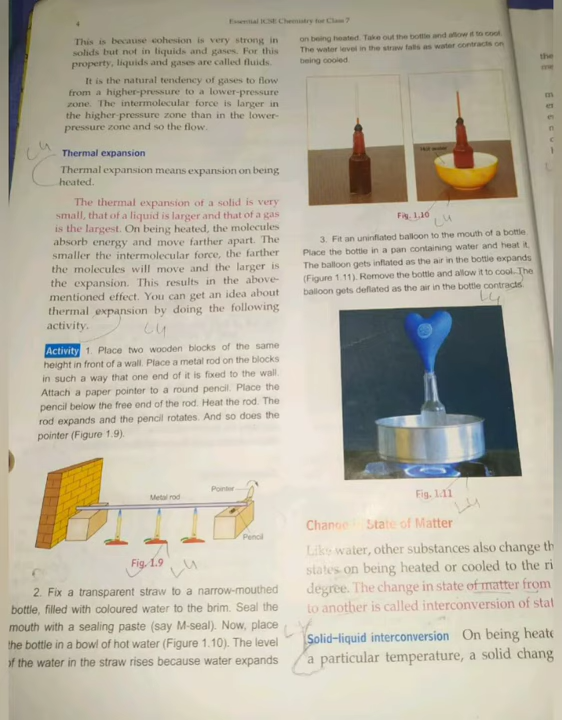 4
Essential ICSE Chemistry for Class 7
This is because cohesion is very strong in
solids but not in liquids and gases. For this
property, liquids and gases are called fluids.
It is the natural tendency of gases to flow
from a higher-pressure to a lower-pressure
zone. The intermolecular force is larger in
the higher-pressure zone than in the lower-
pressure zone and so the flow.
Thermal expansion
Thermal expansion means expansion on being
heated.
The thermal expansion of a solid is very
small, that of a liquid is larger and that of a gas
is the largest. On being heated, the molecules
absorb energy and move farther apart. The
smaller the intermolecular force, the farther
the molecules will move and the larger is
the expansion. This results in the above-
mentioned effect. You can get an idea about
thermal expansion by doing the following
activity.
Activity 1. Place two wooden blocks of the same
height in front of a wall. Place a metal rod on the blocks
in such a way that one end of it is fixed to the wall.
Attach a paper pointer to a round pencil. Place the
pencil below the free end of the rod. Heat the rod. The
rod expands and the pencil rotates. And so does the
pointer (Figure 1.9).
Metal rod
Pointer
Pencil
Fig. 1.9
2. Fix a transparent straw to a narrow-mouthed
bottle, filled with coloured water to the brim. Seal the
mouth with a sealing paste (say M-seal). Now, place
the bottle in a bowl of hot water (Figure 1.10). The level
of the water in the straw rises because water expands
on being heated. Take out the bottle and allow it to cool.
The water level in the straw falls as water contracts on
being cooled.
Hot water
Fig. 1.10
3. Fit an uninflated balloon to the mouth of a bottle.
Place the bottle in a pan containing water and heat it.
The balloon gets inflated as the air in the bottle expands
(Figure 1.11). Remove the bottle and allow it to cool. The
balloon gets deflated as the air in the bottle contracts.
Fig. 1.11
Change State of Matter
Like water, other substances also change th
states on being heated or cooled to the ri
degree. The change in state of matter from
to another is called interconversion of stat
Solid–liquid interconversion On being heate
a particular temperature, a solid chang